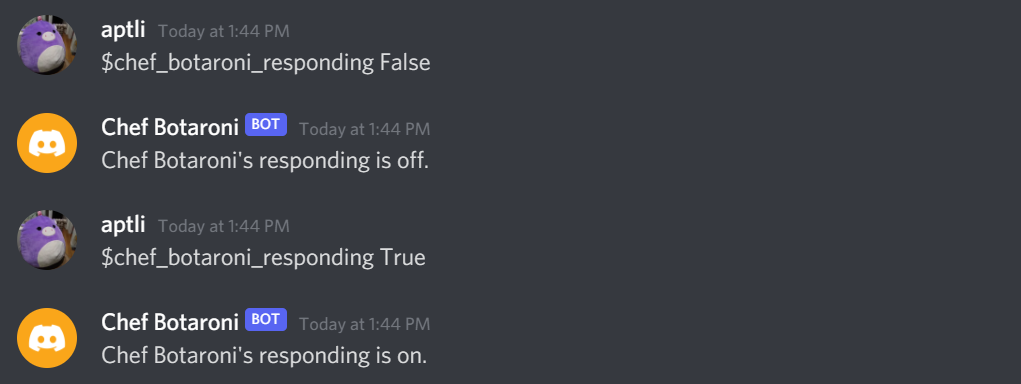 aptli Today at 1:44 PM
$chef_botaroni_responding False
Chef Botaroni BOT Today at 1:44 PM
Chef Botaroni's responding is off.
aptli Today at 1:44 PM
$chef_botaroni_responding True
Chef Botaroni BOT Today at 1:44 PM
Chef Botaroni's responding is on.